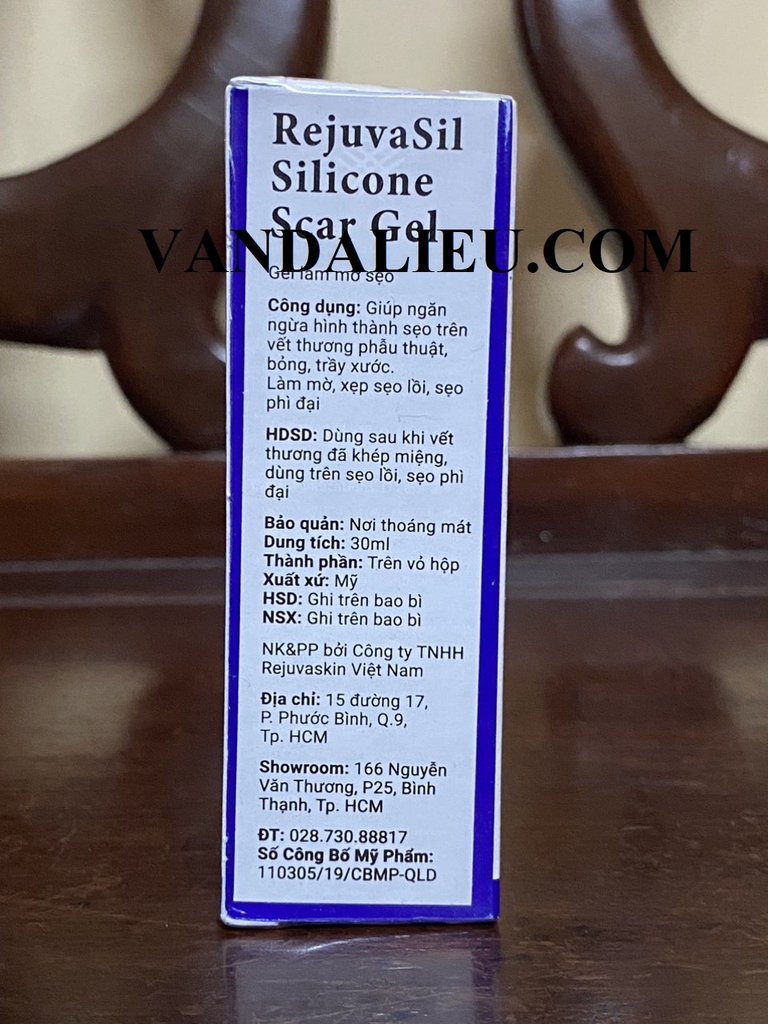 RejuvaSil
Silicone
Scar Gel
VANDALIEU.COM
Gel làm mờ sẹo
Công dụng: Giúp ngăn
ngừa hình thành sẹo trên
vết thương phẫu thuật,
bỏng, trầy xước.
Làm mờ, xẹp sẹo lồi, sẹo
phì đại
HDSD: Dùng sau khi vết
thương đã khép miệng,
dùng trên sẹo lồi, sẹo phì
đại
Bảo quản: Nơi thoáng mát
Dung tích: 30ml
Thành phần: Trên vỏ hộp
Xuất xứ: Mỹ
HSD: Ghi trên bao bì
NSX: Ghi trên bao bì
NK&PP bởi Công ty TNHH
Rejuvaskin Việt Nam
Địa chỉ: 15 đường 17,
P. Phước Bình, Q.9,
Tp. HCM
Showroom: 166 Nguyễn
Văn Thương, P25, Bình
Thạnh, Tp. HCM
ĐT: 028.730.88817
Số Công Bố Mỹ Phẩm:
110305/19/CBMP-QLD